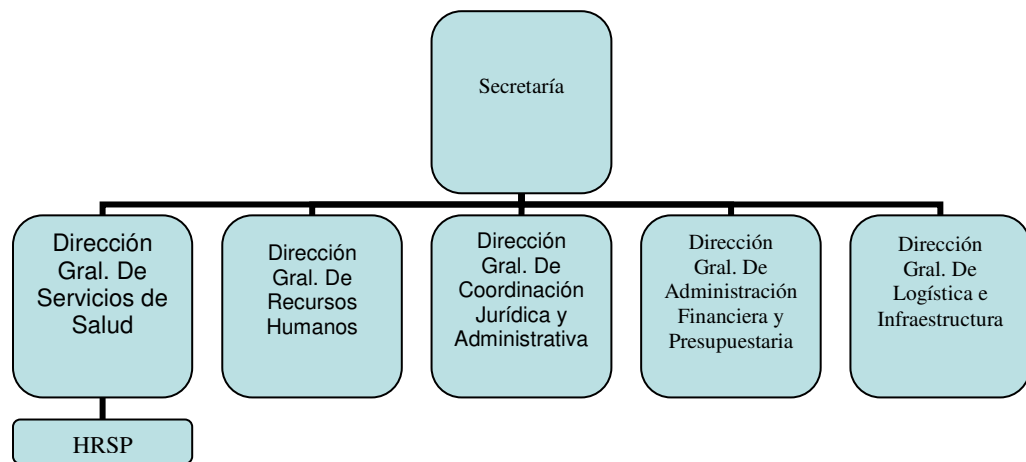 Secretaría
Dirección
Gral. De
Servicios de
Salud
Dirección
Gral. De
Recursos
Humanos
Dirección
Gral. De
Coordinación
Jurídica y
Administrativa
Dirección
Gral. De
Administración
Financiera y
Presupuestaria
Dirección
Gral. De
Logística e
Infraestructura
HRSP